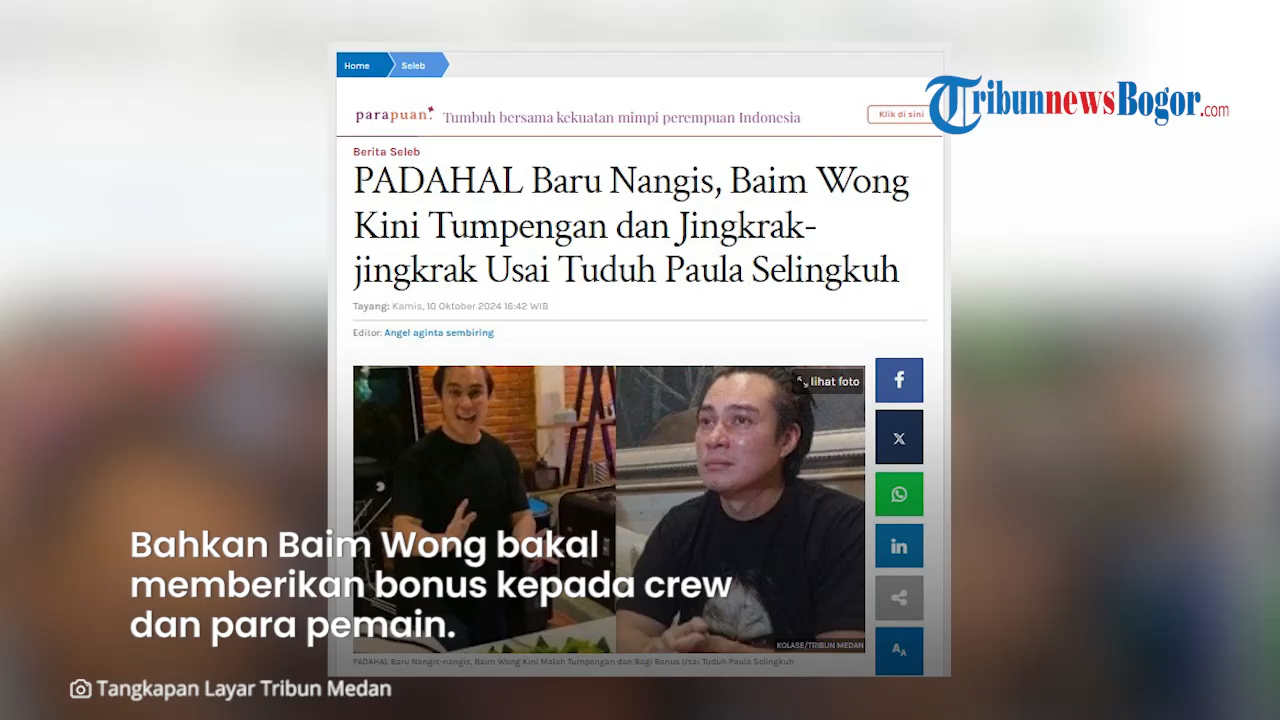 Home
Seleb
TribunnewsBogor.com
parapuan
Tumbuh bersama kekuatan mimpi perempuan Indonesia
Klik di sini
Berita Seleb
PADAHAL Baru Nangis, Baim Wong
Kini Tumpengan dan Jingkrak-
jingkrak Usai Tuduh Paula Selingkuh
Tayang: Kamis, 10 Oktober 2024 16:42 WIB
Editor: Angel aginta sembiring
lihat foto
f
X
in
Bahkan Baim Wong bakal
memberikan bonus kepada crew
dan para pemain.
KOLASE/TRIBUN MEDAN
AA
PADAHAL Baru Nangis-nangis, Baim Wong Kini Malah Tumpengan dan Bagi Bonus Usai Tuduh Paula Selingkuh
Tangkapan Layar Tribun Medan